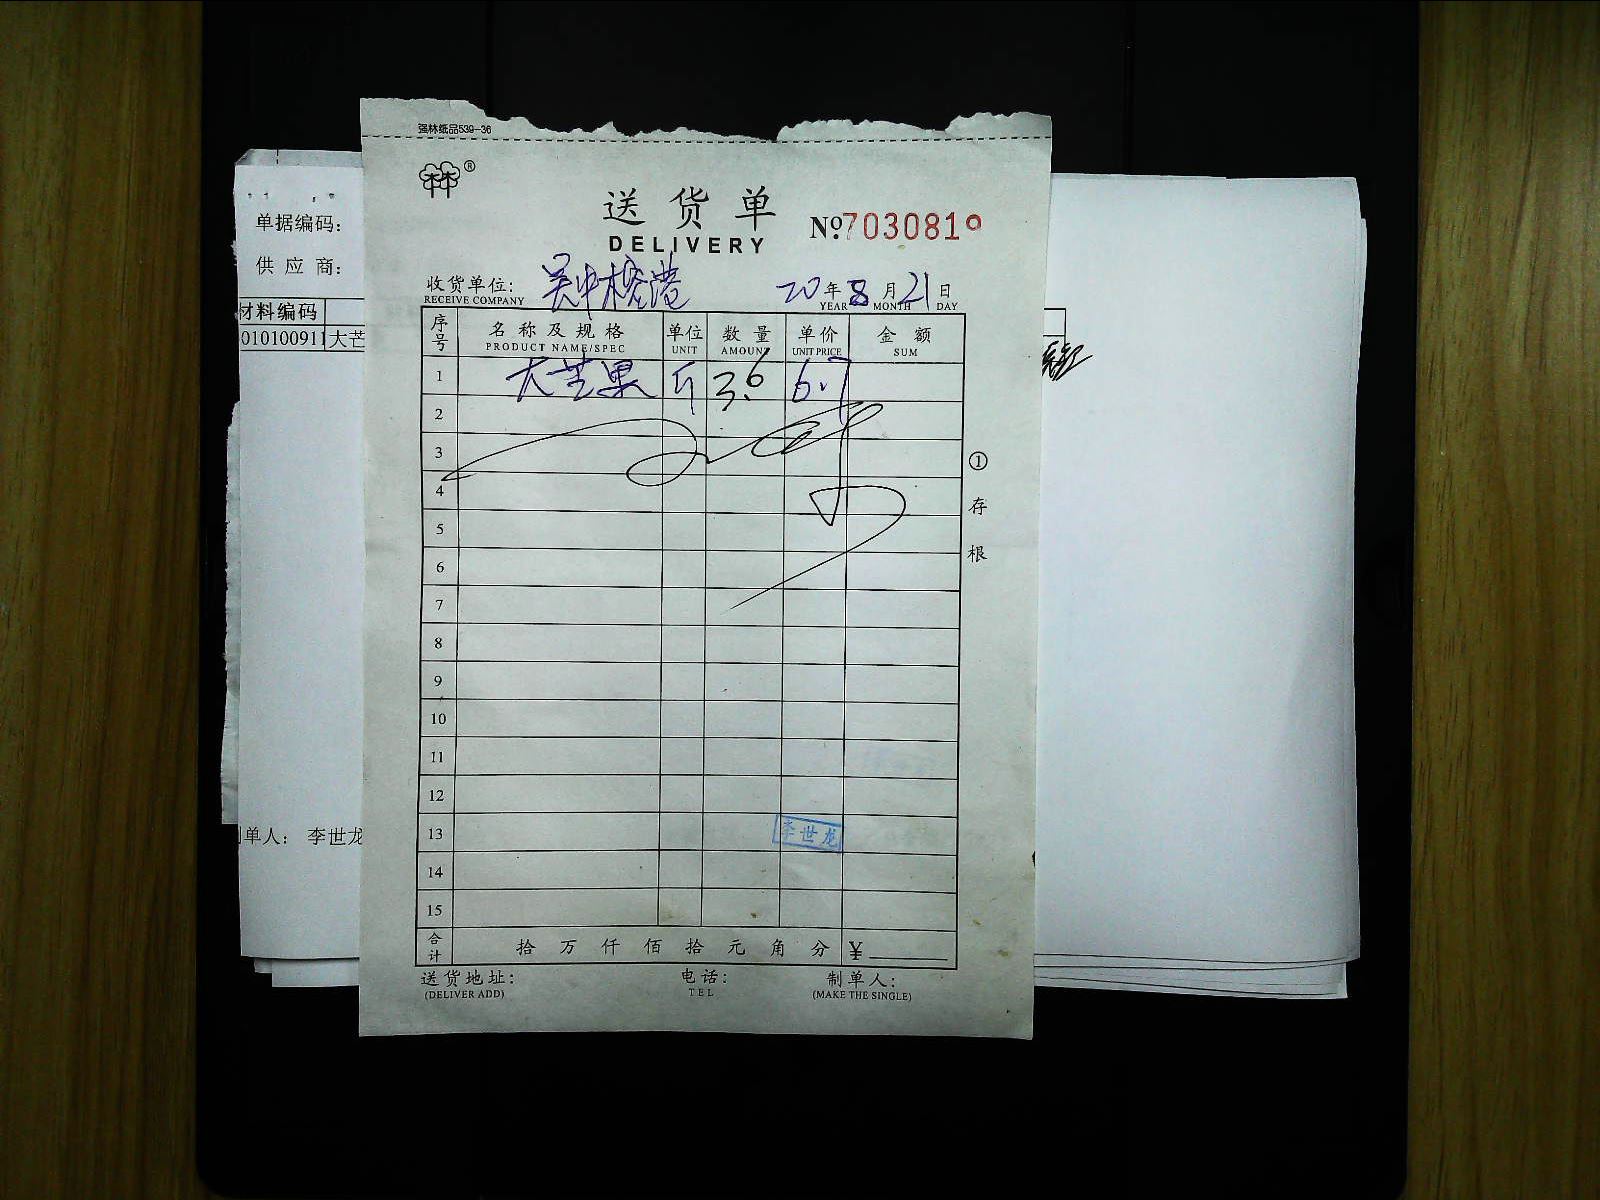 强林纸品539-36
林®
送货单
DELIVERY
No.7030819
收货单位: 吴中榕港 20年8月21日
RECEIVE COMPANY YEAR MONTH DAY
序号 名称及规格 单位 数量 单价 金额
PRODUCT NAME/SPEC UNIT AMOUNT UNIT PRICE SUM
1 大芒果 斤 3.6 6.7
2
3
4
5
6
7
8
9
10
11
12
13 李世龙
14
15
合计 拾 万 仟 佰 拾 元 角 分 ¥
送货地址: 电话: 制单人:
(DELIVER ADD) TEL (MAKE THE SINGLE)
①存根
单据编码:
供应商:
材料编码
010100911 大芒
制单人: 李世龙